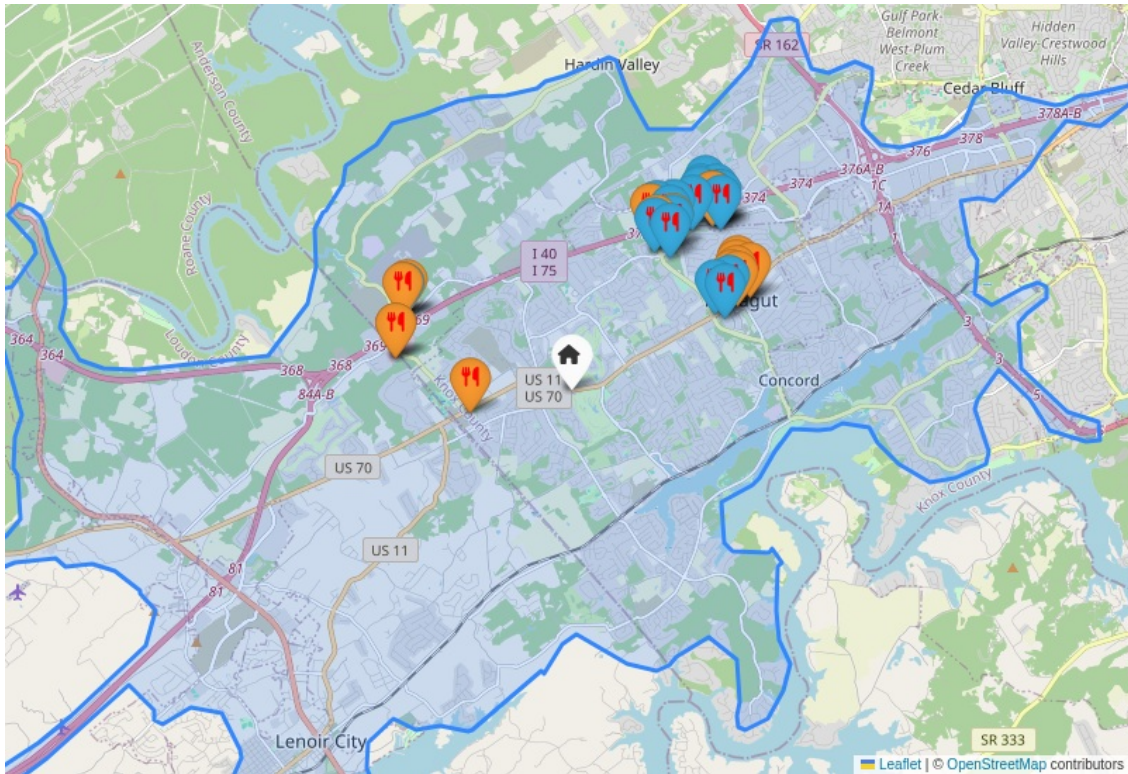 Gulf Park-
Belmont
West-Plum
Creek
Hidden
Valley-Crestwood
Hills
SR 162
Hardin Valley
Anderson County
Cedar Bluff
378A-B
378
376
376A-B
374
374
1C
1A
1
Roane County
I 40
I 75
Loudon County
364
364
368
368
369
369
84A-B
3
3
5
Concord
US 11
US 70
Knox County
US 70
Knox County
US 11
81
81
Lenoir City
SR 333
Leaflet | © OpenStreetMap contributors